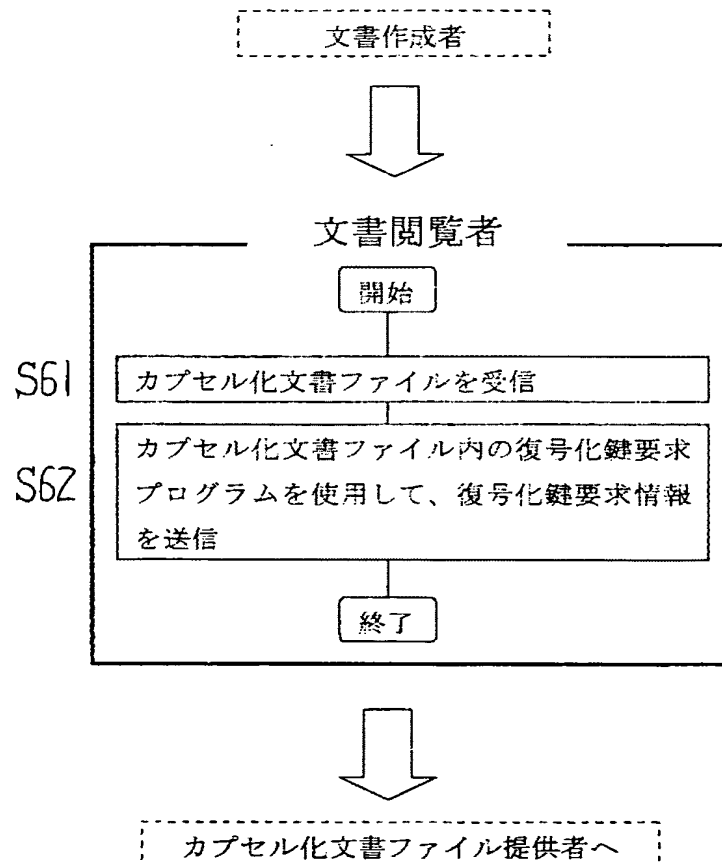 文書作成者
文書閲覧者
開始
S61
カプセル化文書ファイルを受信
S62
カプセル化文書ファイル内の復号化鍵要求
プログラムを使用して、復号化鍵要求情報
を送信
終了
カプセル化文書ファイル提供者へ